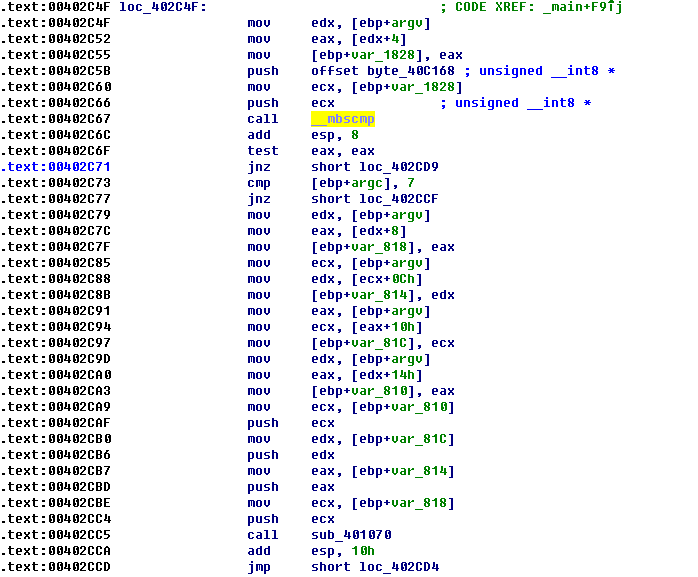 .text:00402C4F loc_402C4F: ; CODE XREF: _main+F9↑j
.text:00402C4F mov edx, [ebp+argv]
.text:00402C52 mov eax, [edx+4]
.text:00402C55 mov [ebp+var_1828], eax
.text:00402C5B push offset byte_40C168 ; unsigned __int8 *
.text:00402C60 mov ecx, [ebp+var_1828]
.text:00402C66 push ecx ; unsigned __int8 *
.text:00402C67 call __mbscmp
.text:00402C6C add esp, 8
.text:00402C6F test eax, eax
.text:00402C71 jnz short loc_402CD9
.text:00402C73 cmp [ebp+argc], 7
.text:00402C77 jnz short loc_402CCF
.text:00402C79 mov edx, [ebp+argv]
.text:00402C7C mov eax, [edx+8]
.text:00402C7F mov [ebp+var_818], eax
.text:00402C85 mov ecx, [ebp+argv]
.text:00402C88 mov edx, [ecx+0Ch]
.text:00402C8B mov [ebp+var_814], edx
.text:00402C91 mov eax, [ebp+argv]
.text:00402C94 mov ecx, [eax+10h]
.text:00402C97 mov [ebp+var_81C], ecx
.text:00402C9D mov edx, [ebp+argv]
.text:00402CA0 mov eax, [edx+14h]
.text:00402CA3 mov [ebp+var_810], eax
.text:00402CA9 mov ecx, [ebp+var_810]
.text:00402CAF push ecx
.text:00402CB0 mov edx, [ebp+var_81C]
.text:00402CB6 push edx
.text:00402CB7 mov eax, [ebp+var_814]
.text:00402CBD push eax
.text:00402CBE mov ecx, [ebp+var_818]
.text:00402CC4 push ecx
.text:00402CC5 call sub_401070
.text:00402CCA add esp, 10h
.text:00402CCD jmp short loc_402CD4